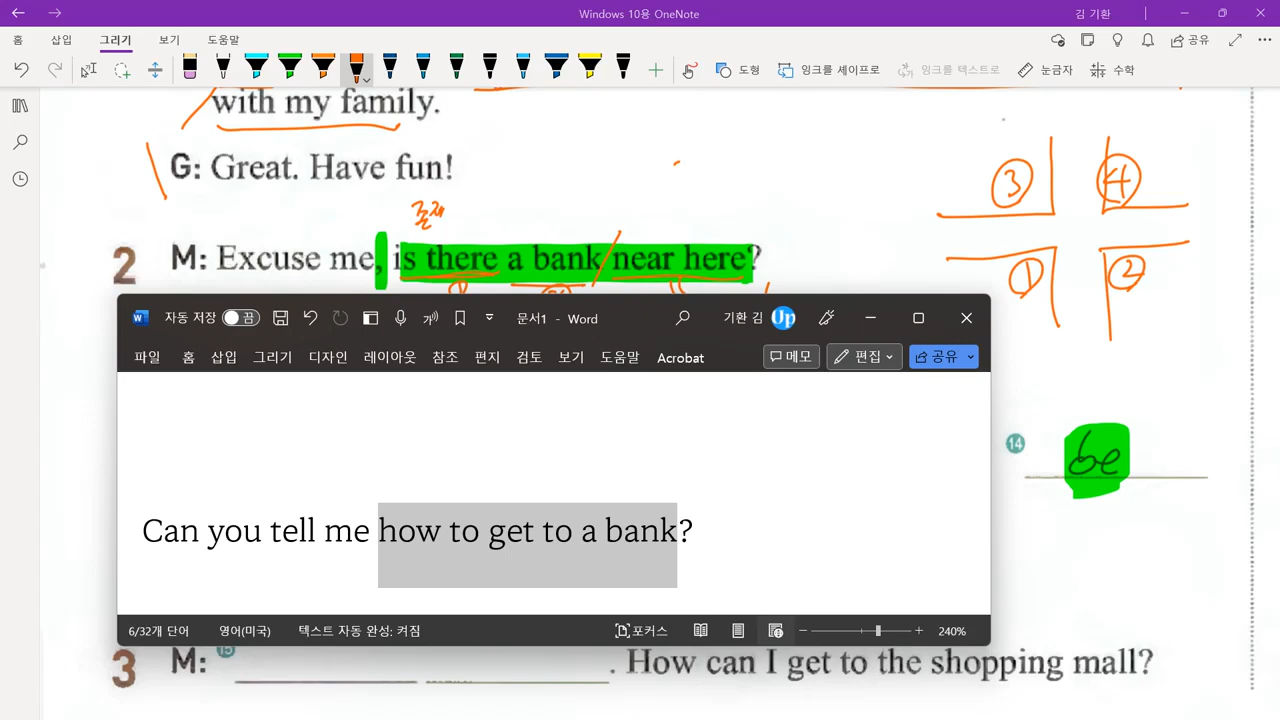 Windows 10용 OneNote
김 기환
홈 삽입 그리기 보기 도움말
공유
도형 잉크를 셰이프로 잉크를 텍스트로 눈금자 수학
with my family.
G: Great. Have fun!
존재
③ ④
① ②
2 M: Excuse me, is there a bank near here?
자동 저장 끔 문서1 - Word 기환 김 Up
파일 홈 삽입 그리기 디자인 레이아웃 참조 편지 검토 보기 도움말 Acrobat 메모 편집 공유
Can you tell me how to get to a bank?
14 be
6/32개 단어 영어(미국) 텍스트 자동 완성: 켜짐 포커스 240%
3 M: 15 . How can I get to the shopping mall?